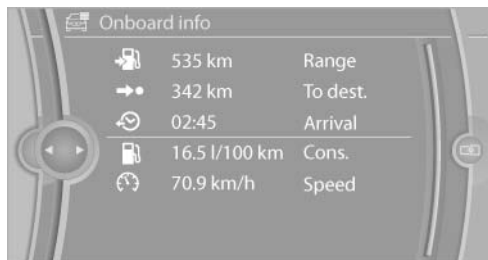 Onboard info
535 km Range
342 km To dest.
02:45 Arrival
16.5 l/100 km Cons.
70.9 km/h Speed